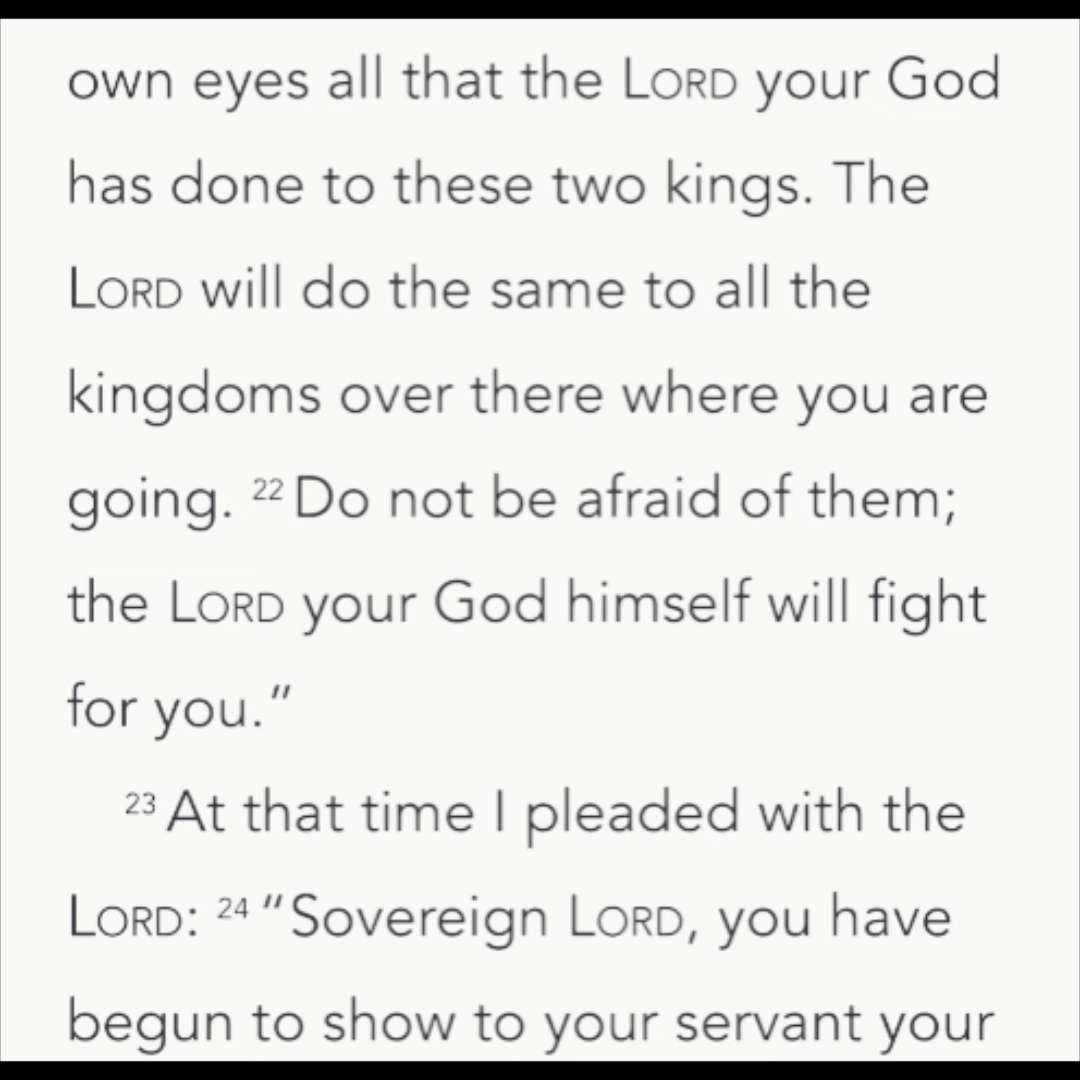 own eyes all that the LORD your God
has done to these two kings. The
LORD will do the same to all the
kingdoms over there where you are
going. 22 Do not be afraid of them;
the LORD your God himself will fight
for you.”
23 At that time I pleaded with the
LORD: 24 “Sovereign LORD, you have
begun to show to your servant your